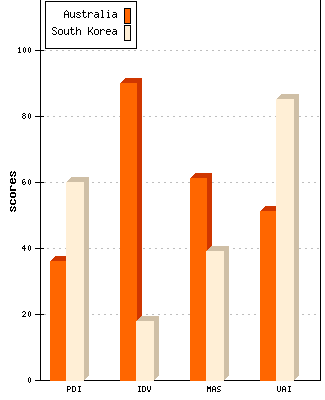 Australia
South Korea
100
80
60
40
20
0
scores
PDI IDV MAS UAI